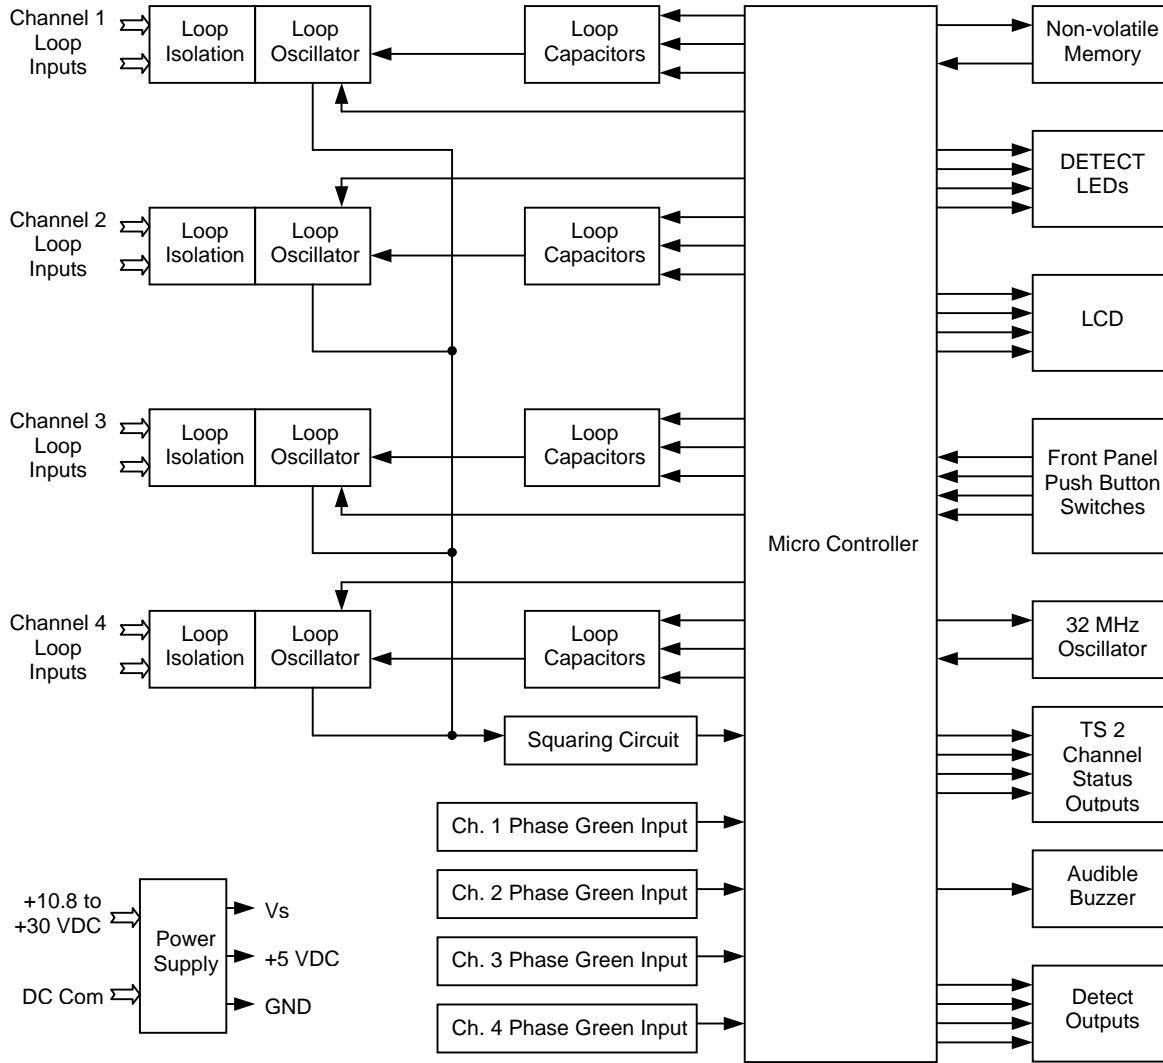 Channel 1
Loop
Inputs
Loop
Isolation
Loop
Oscillator
Loop
Capacitors
Non-volatile
Memory
DETECT
LEDs
Channel 2
Loop
Inputs
Loop
Isolation
Loop
Oscillator
Loop
Capacitors
LCD
Channel 3
Loop
Inputs
Loop
Isolation
Loop
Oscillator
Loop
Capacitors
Front Panel
Push Button
Switches
Micro Controller
Channel 4
Loop
Inputs
Loop
Isolation
Loop
Oscillator
Loop
Capacitors
32 MHz
Oscillator
Squaring Circuit
TS 2
Channel
Status
Outputs
Ch. 1 Phase Green Input
Ch. 2 Phase Green Input
Ch. 3 Phase Green Input
Ch. 4 Phase Green Input
Audible
Buzzer
Detect
Outputs
+10.8 to
+30 VDC
DC Com
Power
Supply
Vs
+5 VDC
GND